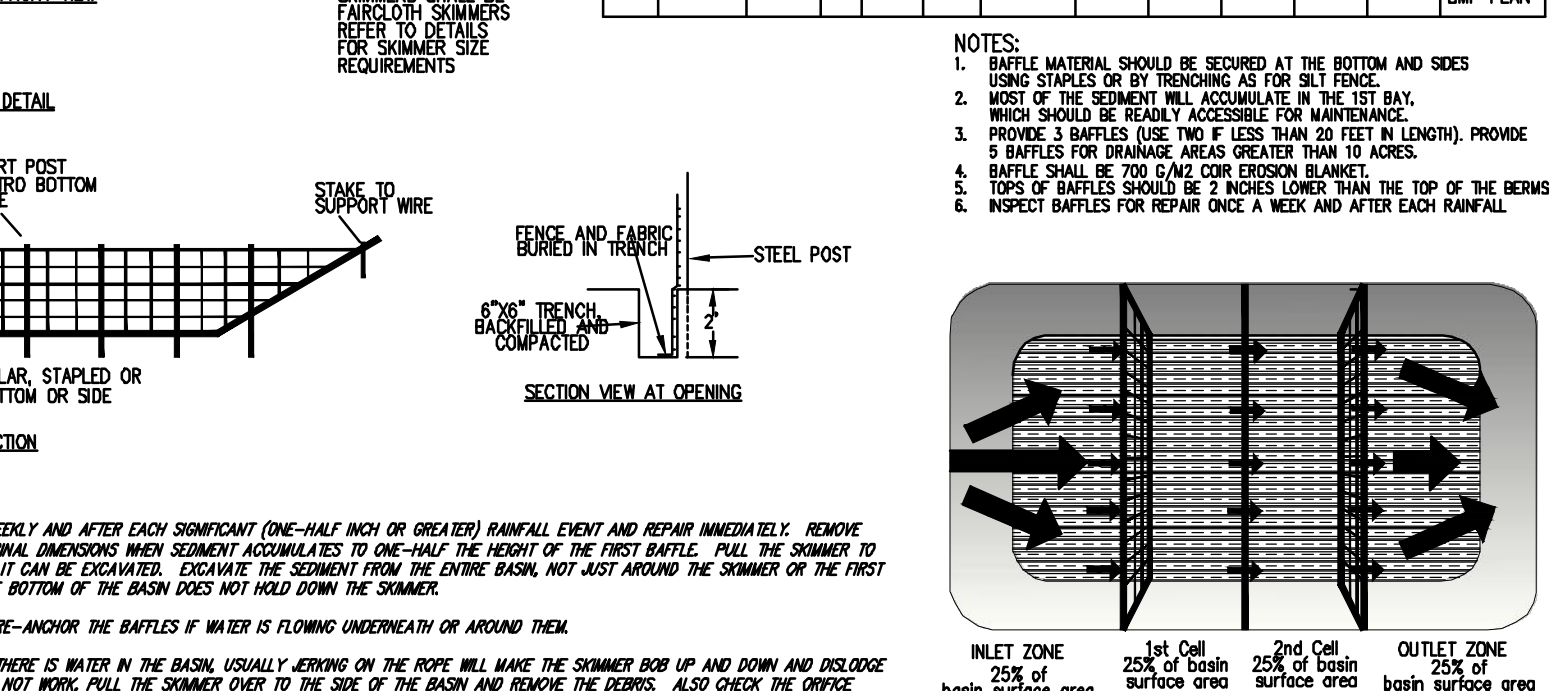 FAIRCLOTH SKIMMERS
REFER TO DETAILS
FOR SKIMMER SIZE
REQUIREMENTS
DETAIL
POST
BOTTOM
STAKE TO
SUPPORT WIRE
STAPLED OR
OR SIDE
FENCE AND FABRIC
BURIED IN TRENCH
STEEL POST
6"X6" TRENCH,
BACKFILLED AND
COMPACTED
2'
SECTION VIEW AT OPENING
NOTES:
1. BAFFLE MATERIAL SHOULD BE SECURED AT THE BOTTOM AND SIDES
USING STAPLES OR BY TRENCHING AS FOR SILT FENCE.
2. MOST OF THE SEDIMENT WILL ACCUMULATE IN THE 1ST BAY,
WHICH SHOULD BE READILY ACCESSIBLE FOR MAINTENANCE.
3. PROVIDE 3 BAFFLES (USE TWO IF LESS THAN 20 FEET IN LENGTH). PROVIDE
5 BAFFLES FOR DRAINAGE AREAS GREATER THAN 10 ACRES.
4. BAFFLE SHALL BE 700 G/M2 COIR EROSION BLANKET.
5. TOPS OF BAFFLES SHOULD BE 2 INCHES LOWER THAN THE TOP OF THE BERMS
6. INSPECT BAFFLES FOR REPAIR ONCE A WEEK AND AFTER EACH RAINFALL
AND AFTER EACH SIGNIFICANT (ONE-HALF INCH OR GREATER) RAINFALL EVENT AND REPAIR IMMEDIATELY. REMOVE
DIMENSIONS WHEN SEDIMENT ACCUMULATES TO ONE-HALF THE HEIGHT OF THE FIRST BAFFLE. PULL THE SKIMMER TO
IT CAN BE EXCAVATED. EXCAVATE THE SEDIMENT FROM THE ENTIRE BASIN, NOT JUST AROUND THE SKIMMER OR THE FIRST
BOTTOM OF THE BASIN DOES NOT HOLD DOWN THE SKIMMER.
RE-ANCHOR THE BAFFLES IF WATER IS FLOWING UNDERNEATH OR AROUND THEM.
THERE IS WATER IN THE BASIN, USUALLY JERKING ON THE ROPE WILL MAKE THE SKIMMER BOB UP AND DOWN AND DISLODGE
NOT WORK, PULL THE SKIMMER OVER TO THE SIDE OF THE BASIN AND REMOVE THE DEBRIS. ALSO CHECK THE ORIFICE
INLET ZONE
25% of
basin surface area
1st Cell
25% of basin
surface area
2nd Cell
25% of basin
surface area
OUTLET ZONE
25% of
basin surface area